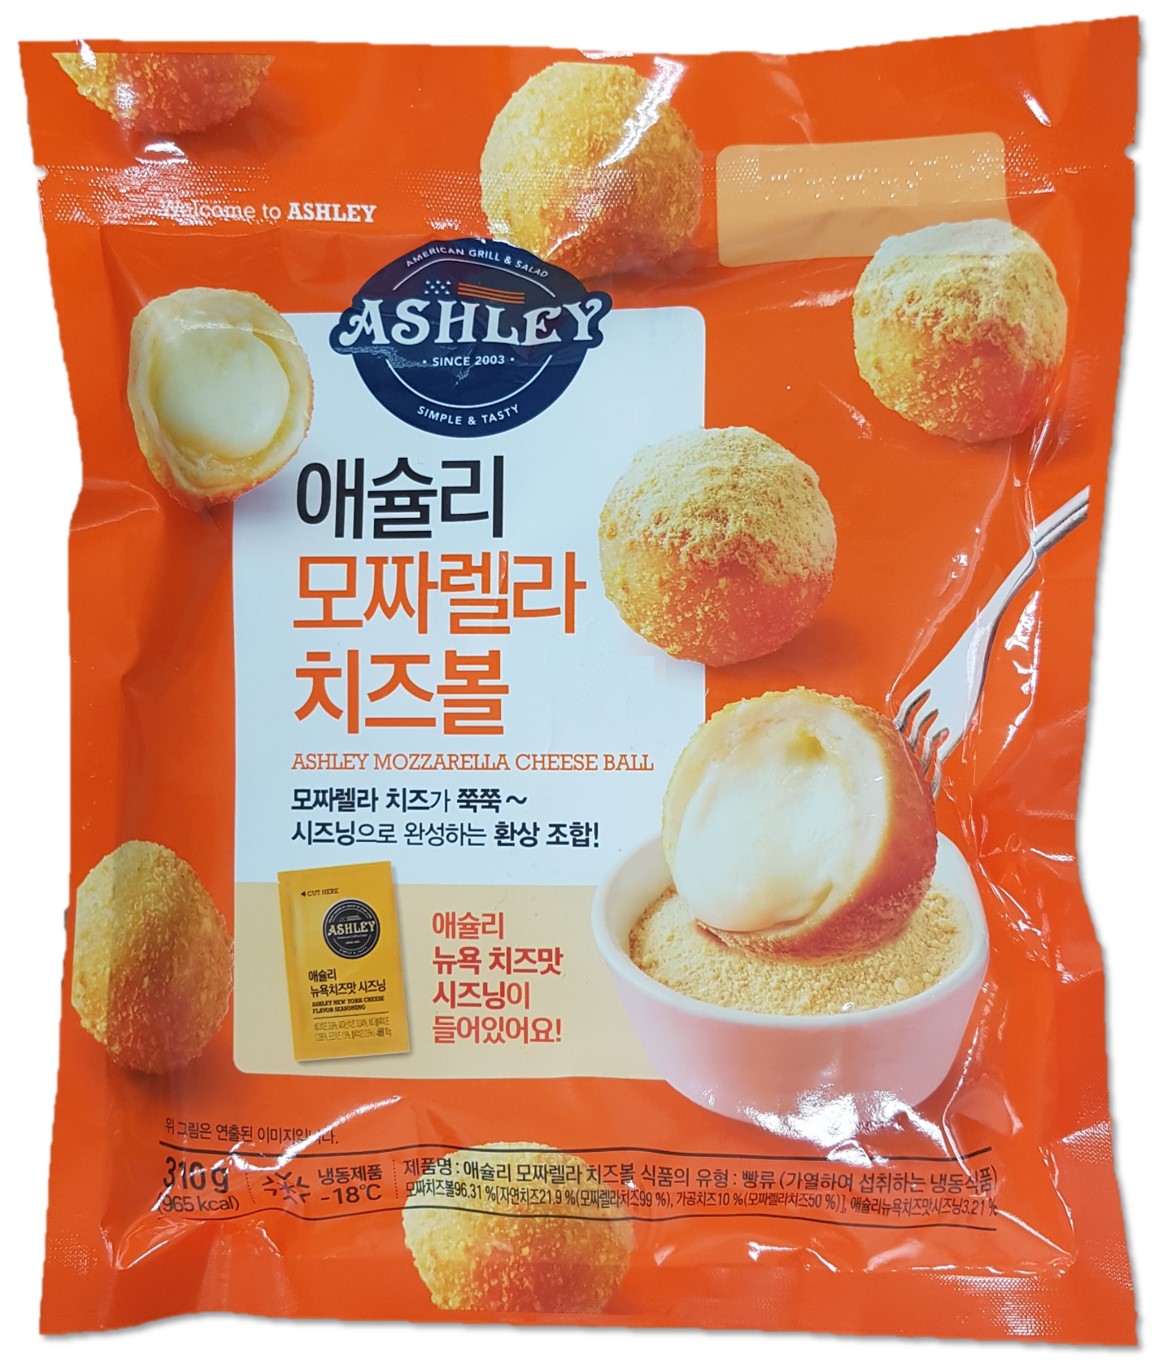 Welcome to ASHLEY
AMERICAN GRILL & SALAD
ASHLEY
· SINCE 2003 ·
SIMPLE & TASTY
애슐리
모짜렐라
치즈볼
ASHLEY MOZZARELLA CHEESE BALL
모짜렐라 치즈가 쭉쭉~
시즈닝으로 완성하는 환상 조합!
◀ CUT HERE
ASHLEY
애슐리
뉴욕치즈맛 시즈닝
ASHLEY NEW YORK CHEESE
FLAVOR SEASONING
애슐리
뉴욕 치즈맛
시즈닝이
들어있어요!
위 그림은 연출된 이미지입니다.
310g
(965 kcal)
냉동제품
-18℃
제품명 : 애슐리 모짜렐라 치즈볼 식품의 유형 : 빵류 (가열하여 섭취하는 냉동식품)
모짜치즈볼96.31 %[자연치즈21.9 %(모짜렐라치즈99 %), 가공치즈10 %(모짜렐라치즈50 %)], 애슐리뉴욕치즈맛시즈닝3.21 %